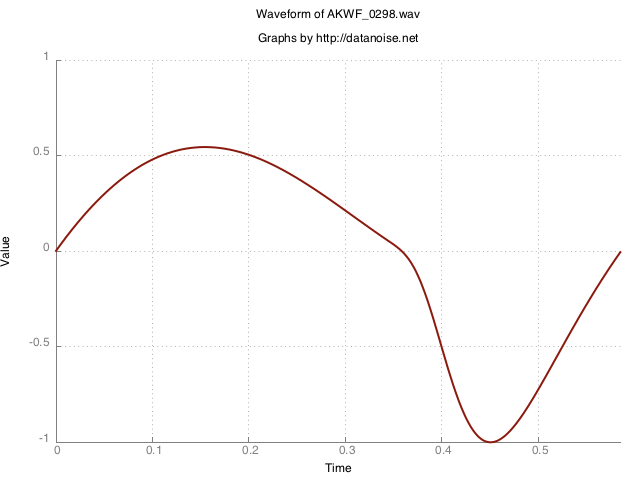 Waveform of AKWF_0298.wav
Graphs by http://datanoise.net
1
0.5
0
-0.5
-1
Value
0 0.1 0.2 0.3 0.4 0.5
Time